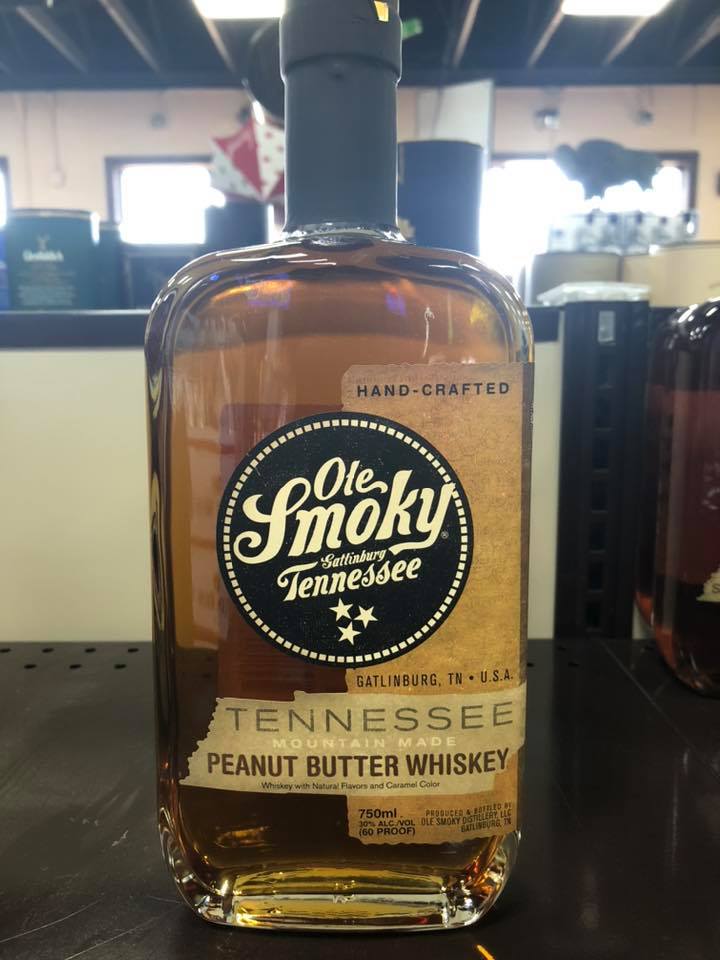 HAND-CRAFTED
Ole
Smoky®
Gatlinburg
Tennessee
GATLINBURG, TN • U.S.A.
TENNESSEE
MOUNTAIN MADE
PEANUT BUTTER WHISKEY
Whiskey with Natural Flavors and Caramel Color
750ml.
30% ALC./VOL
(60 PROOF)
PRODUCED & BOTTLED BY
OLE SMOKY DISTILLERY, LLC
GATLINBURG, TN